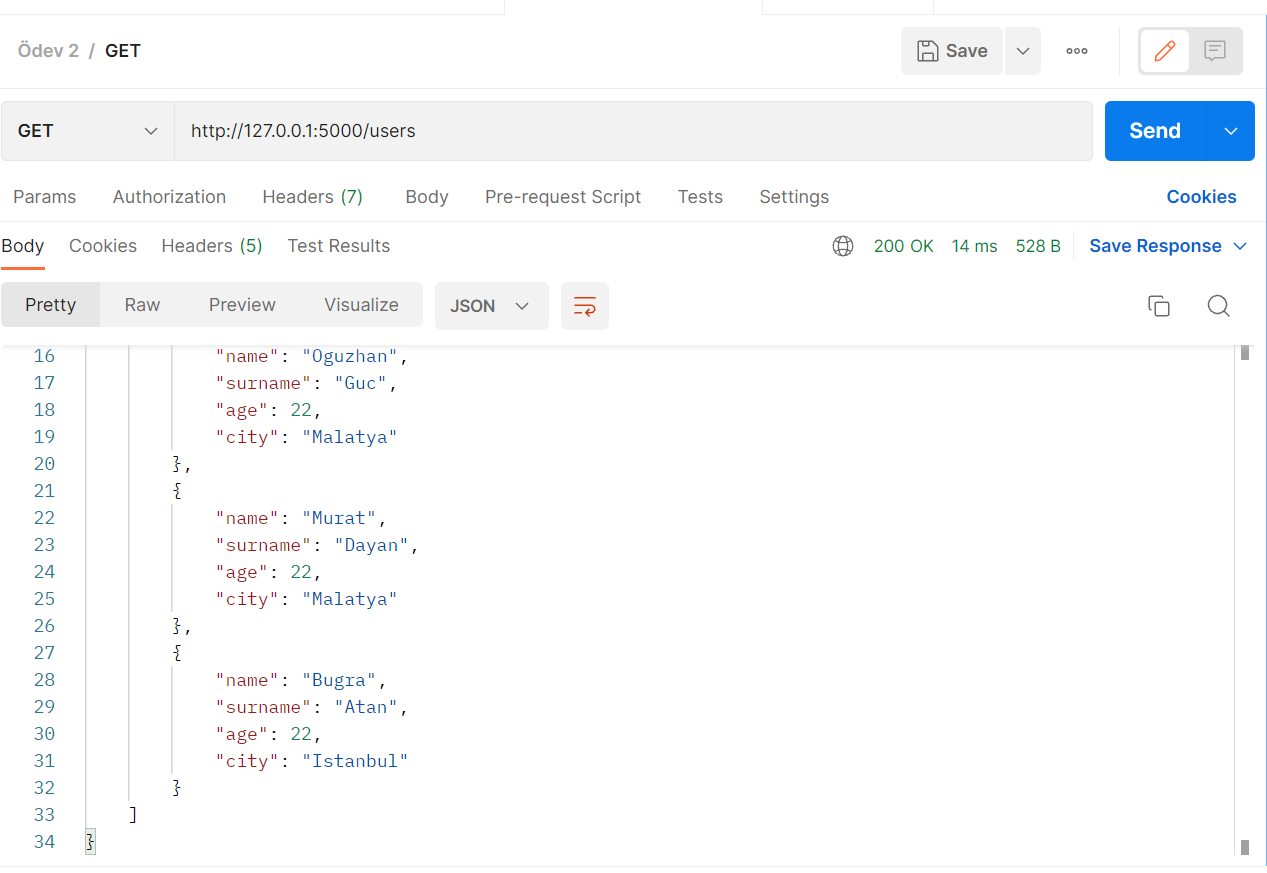 Ödev 2 / GET Save ooo
GET http://127.0.0.1:5000/users Send
Params Authorization Headers (7) Body Pre-request Script Tests Settings Cookies
Body Cookies Headers (5) Test Results 200 OK 14 ms 528 B Save Response
Pretty Raw Preview Visualize JSON
16 "name": "Oguzhan",
17 "surname": "Guc",
18 "age": 22,
19 "city": "Malatya"
20 },
21 {
22 "name": "Murat",
23 "surname": "Dayan",
24 "age": 22,
25 "city": "Malatya"
26 },
27 {
28 "name": "Bugra",
29 "surname": "Atan",
30 "age": 22,
31 "city": "Istanbul"
32 }
33 ]
34 }